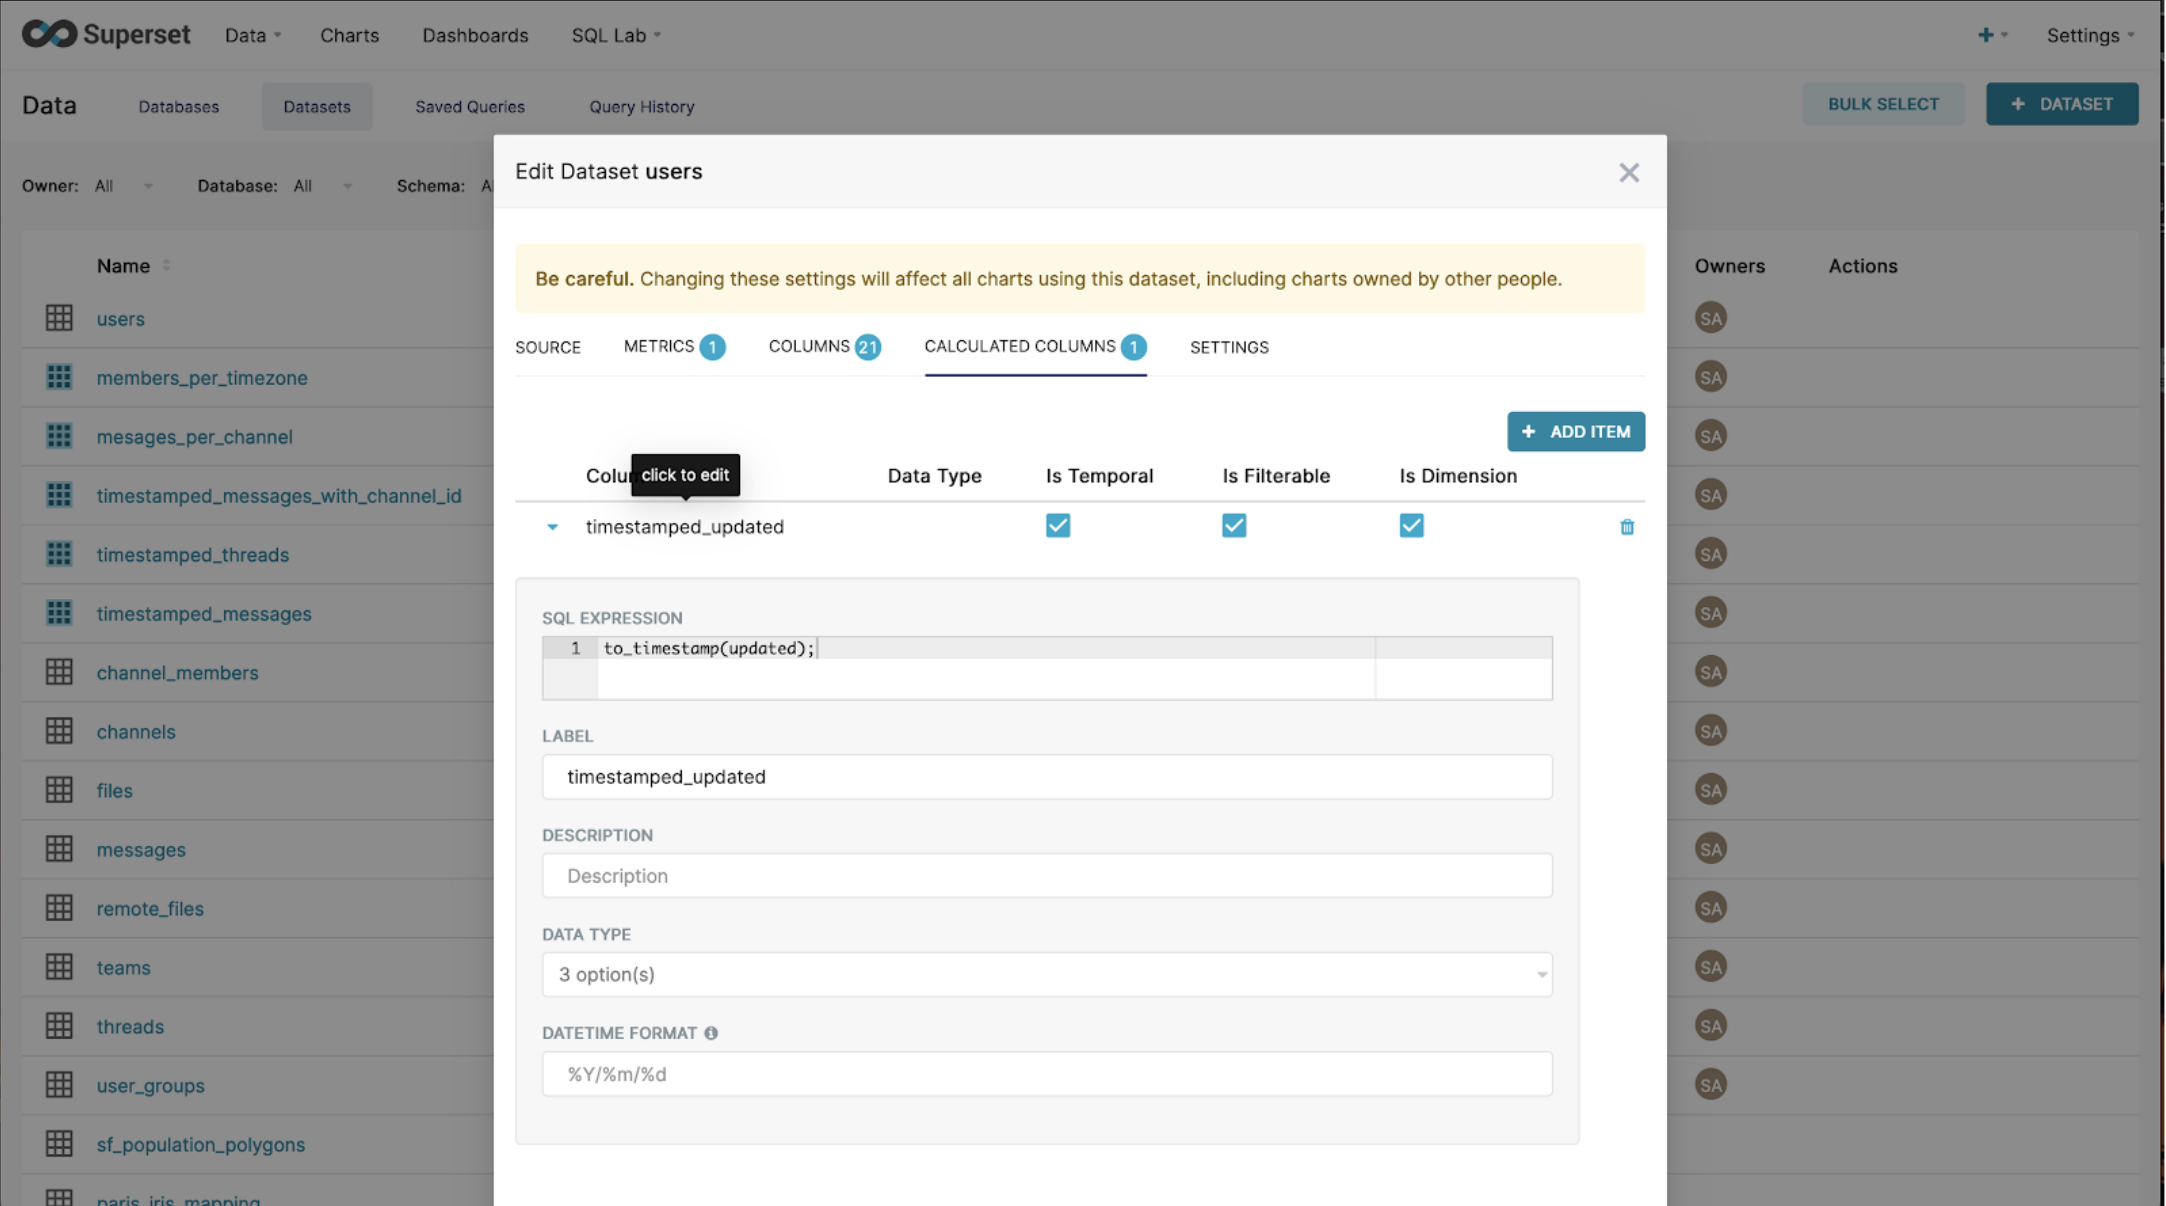 Superset Data Charts Dashboards SQL Lab + Settings
Data Databases Datasets Saved Queries Query History BULK SELECT + DATASET
Owner: All Database: All Schema:
Edit Dataset users
Be careful. Changing these settings will affect all charts using this dataset, including charts owned by other people.
SOURCE METRICS 1 COLUMNS 21 CALCULATED COLUMNS 1 SETTINGS
+ ADD ITEM
click to edit Data Type Is Temporal Is Filterable Is Dimension
timestamped_updated
SQL EXPRESSION
1 to_timestamp(updated);
LABEL
timestamped_updated
DESCRIPTION
Description
DATA TYPE
3 option(s)
DATETIME FORMAT
%Y/%m/%d
Name Owners Actions
users SA
members_per_timezone SA
mesages_per_channel SA
timestamped_messages_with_channel_id SA
timestamped_threads SA
timestamped_messages SA
channel_members SA
channels SA
files SA
messages SA
remote_files SA
teams SA
threads SA
user_groups SA
sf_population_polygons
paris_iris_mapping